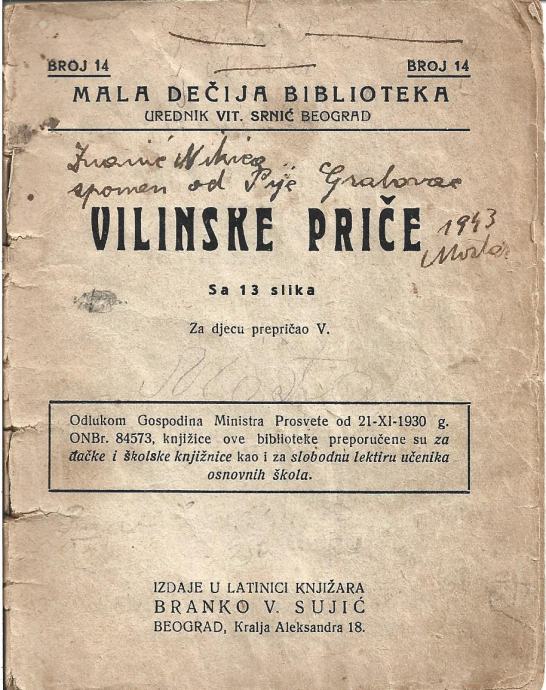 BROJ 14 BROJ 14
MALA DEČIJA BIBLIOTEKA
UREDNIK VIT. SRNIĆ BEOGRAD
spomen od Pije Grabovac
VILINSKE PRIČE 1943
Mostar
Sa 13 slika
Za djecu prepričao V.
Odlukom Gospodina Ministra Prosvete od 21-XI-1930 g.
ONBr. 84573, knjižice ove biblioteke preporučene su za
đačke i školske knjižnice kao i za slobodnu lektiru učenika
osnovnih škola.
IZDAJE U LATINICI KNJIŽARA
BRANKO V. SUJIĆ
BEOGRAD, Kralja Aleksandra 18.